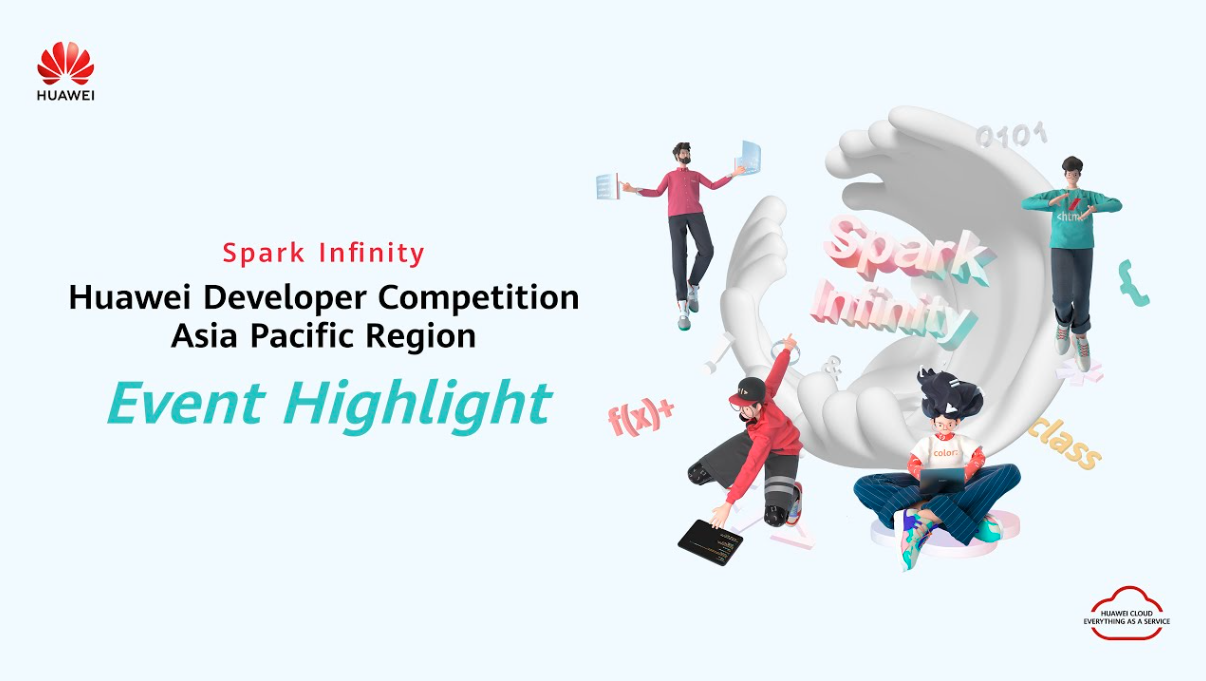 HUAWEI
Spark Infinity
Huawei Developer Competition
Asia Pacific Region
Event Highlight
0101
Spark
Infinity
<html
{
&
f(x)+
class
color:
HUAWEI CLOUD
EVERYTHING AS A SERVICE